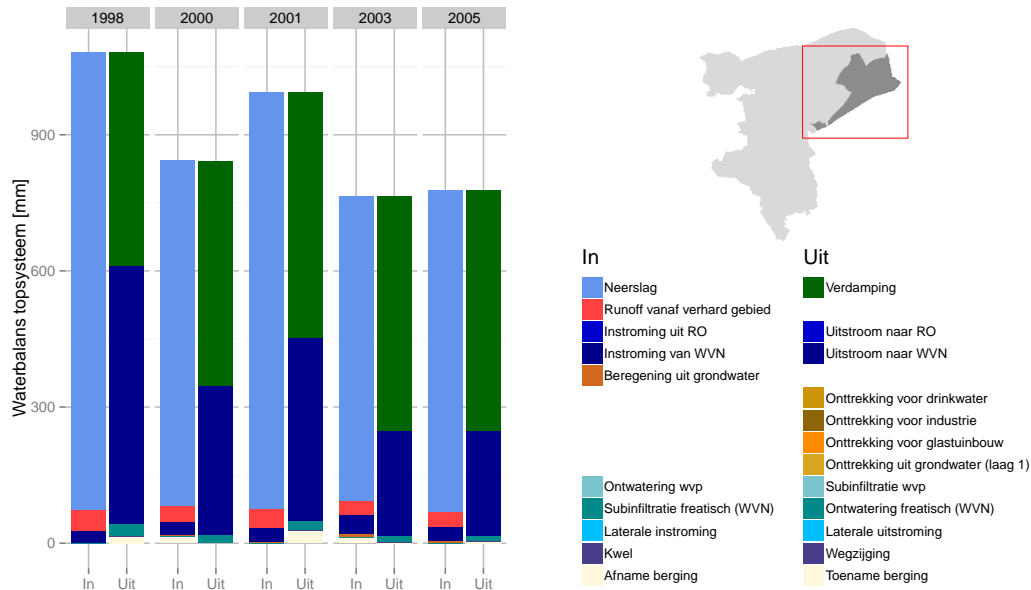 1998 2000 2001 2003 2005
Waterbalans topsysteem [mm]
900
600
300
0
In Uit In Uit In Uit In Uit In Uit
In
Neerslag
Runoff vanaf verhard gebied
Instroming uit RO
Instroming van WVN
Beregening uit grondwater
Ontwatering wvp
Subinfiltratie freatisch (WVN)
Laterale instroming
Kwel
Afname berging
Uit
Verdamping
Uitstroom naar RO
Uitstroom naar WVN
Onttrekking voor drinkwater
Onttrekking voor industrie
Onttrekking voor glastuinbouw
Onttrekking uit grondwater (laag 1)
Subinfiltratie wvp
Ontwatering freatisch (WVN)
Laterale uitstroming
Wegzijging
Toename berging